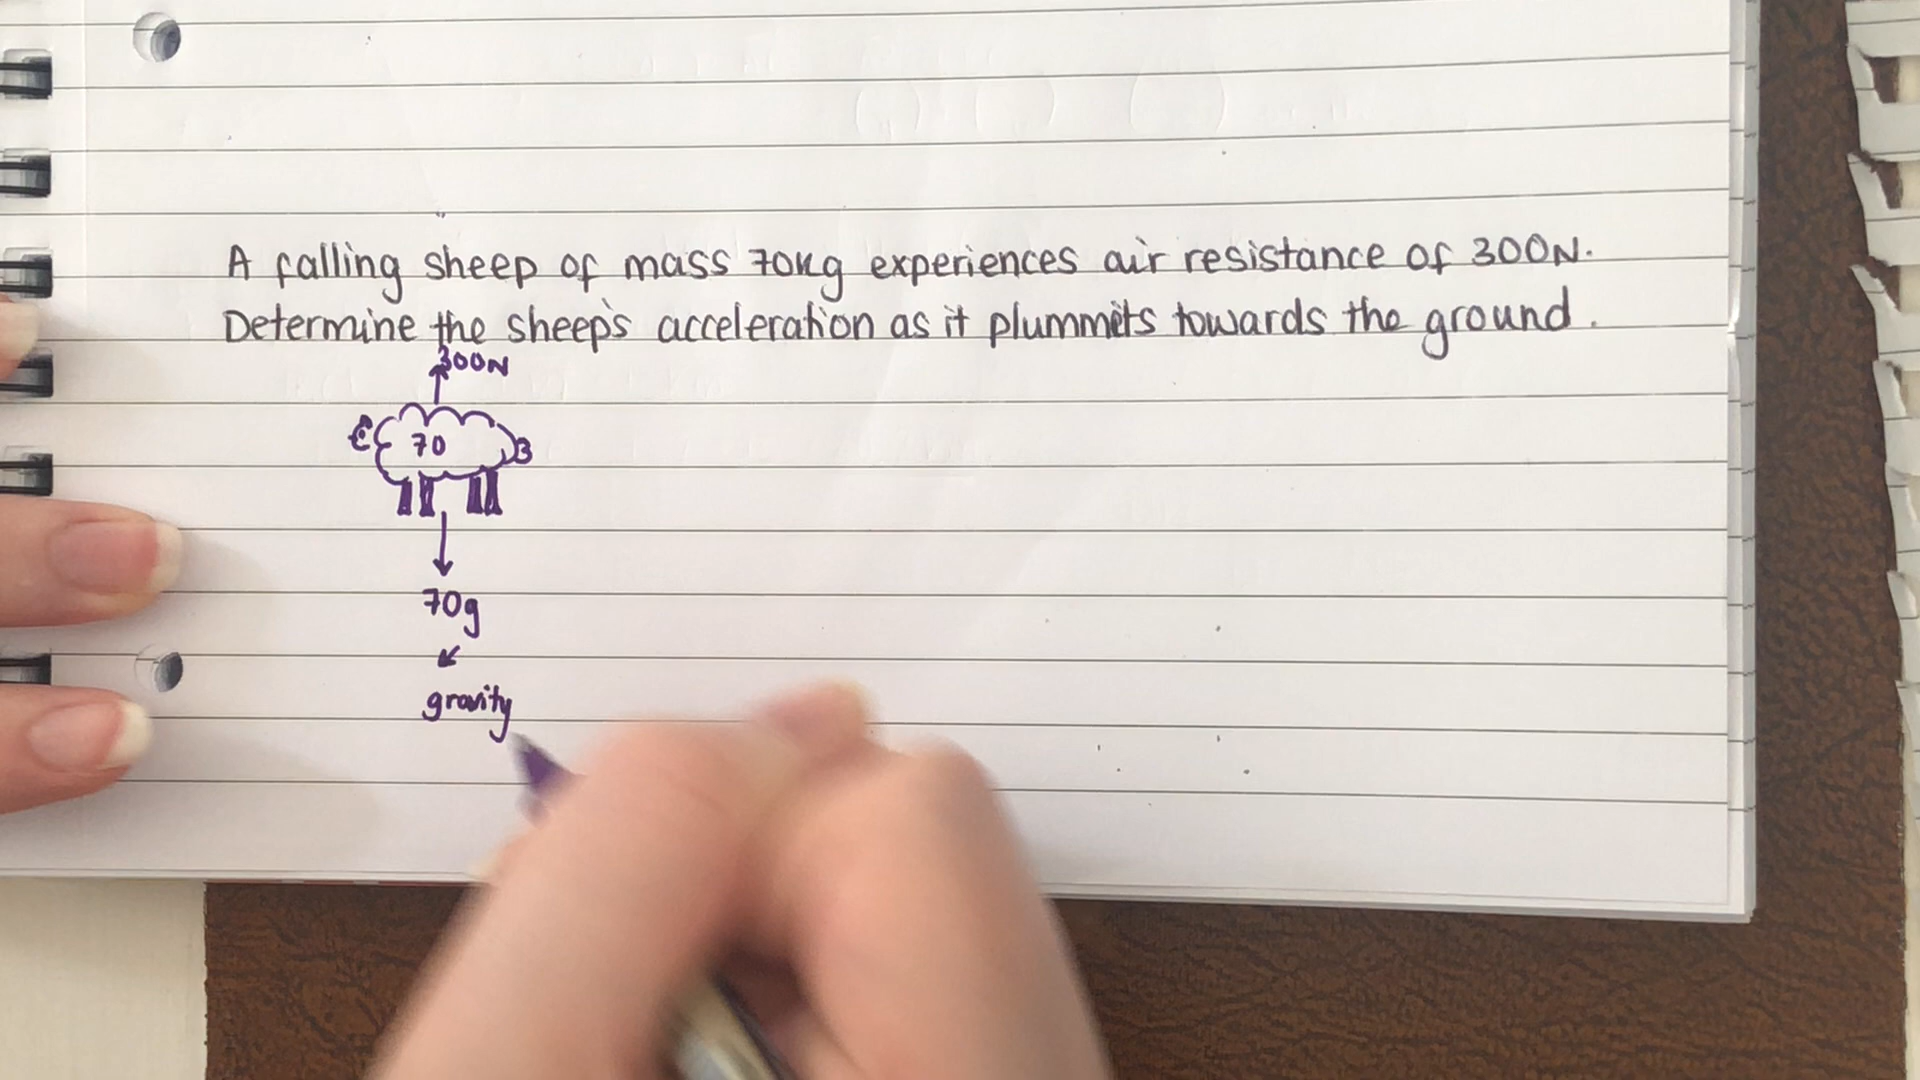 A falling sheep of mass 70kg experiences air resistance of 300N.
Determine the sheep's acceleration as it plummets towards the ground.
300N
70
70g
gravity